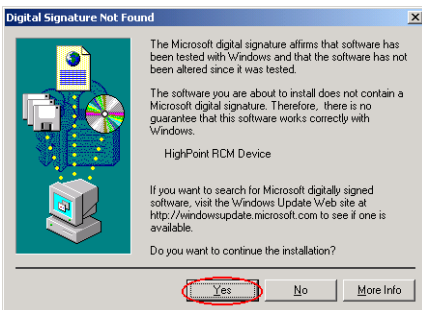 Digital Signature Not Found
The Microsoft digital signature affirms that software has
been tested with Windows and that the software has not
been altered since it was tested.
The software you are about to install does not contain a
Microsoft digital signature. Therefore, there is no
guarantee that this software works correctly with
Windows.
HighPoint RCM Device
If you want to search for Microsoft digitally signed
software, visit the Windows Update Web site at
http://windowsupdate.microsoft.com to see if one is
available.
Do you want to continue the installation?
Yes No More Info